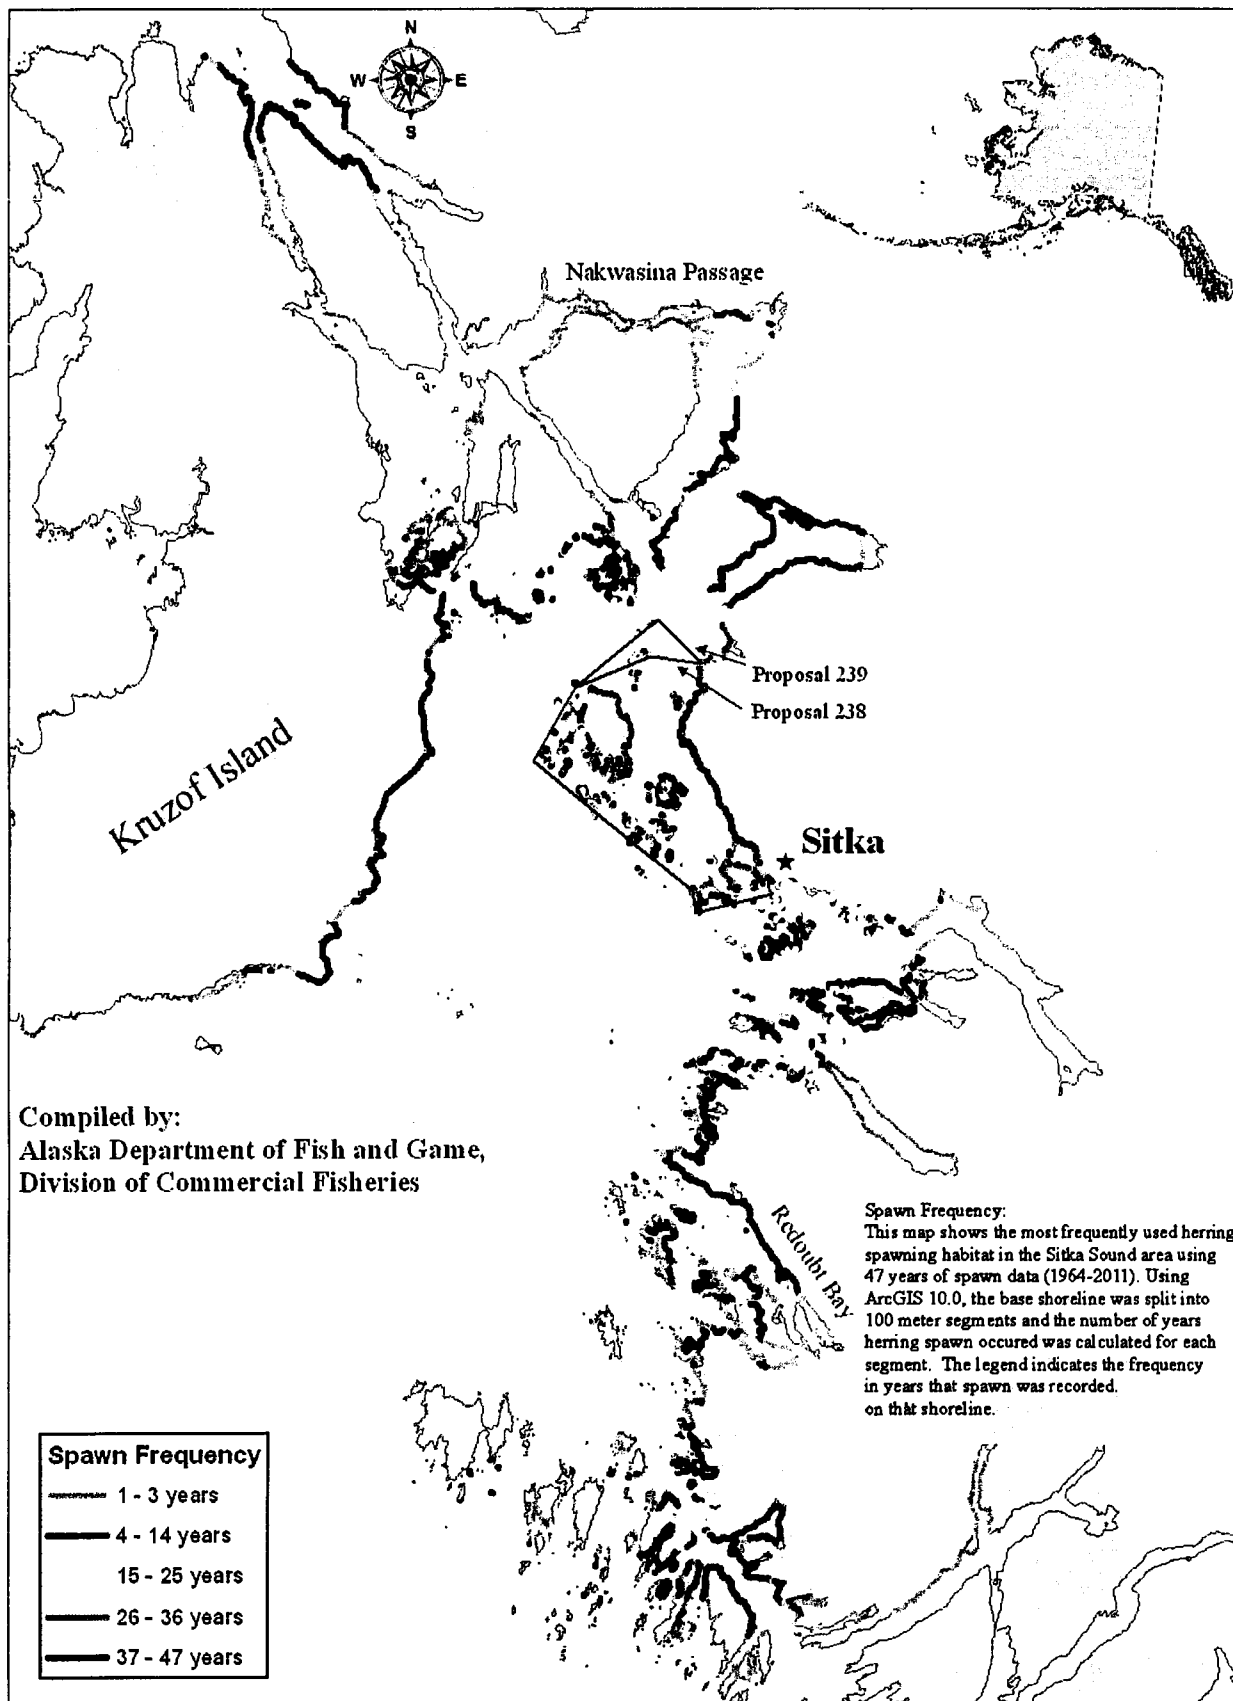 N
W
E
S
Nakwasina Passage
Proposal 239
Proposal 238
Kruzof Island
Sitka
Compiled by:
Alaska Department of Fish and Game,
Division of Commercial Fisheries
Redoubt Bay
Spawn Frequency:
This map shows the most frequently used herring
spawning habitat in the Sitka Sound area using
47 years of spawn data (1964-2011). Using
ArcGIS 10.0, the base shoreline was split into
100 meter segments and the number of years
herring spawn occured was calculated for each
segment. The legend indicates the frequency
in years that spawn was recorded.
on that shoreline.
Spawn Frequency
1 - 3 years
4 - 14 years
15 - 25 years
26 - 36 years
37 - 47 years